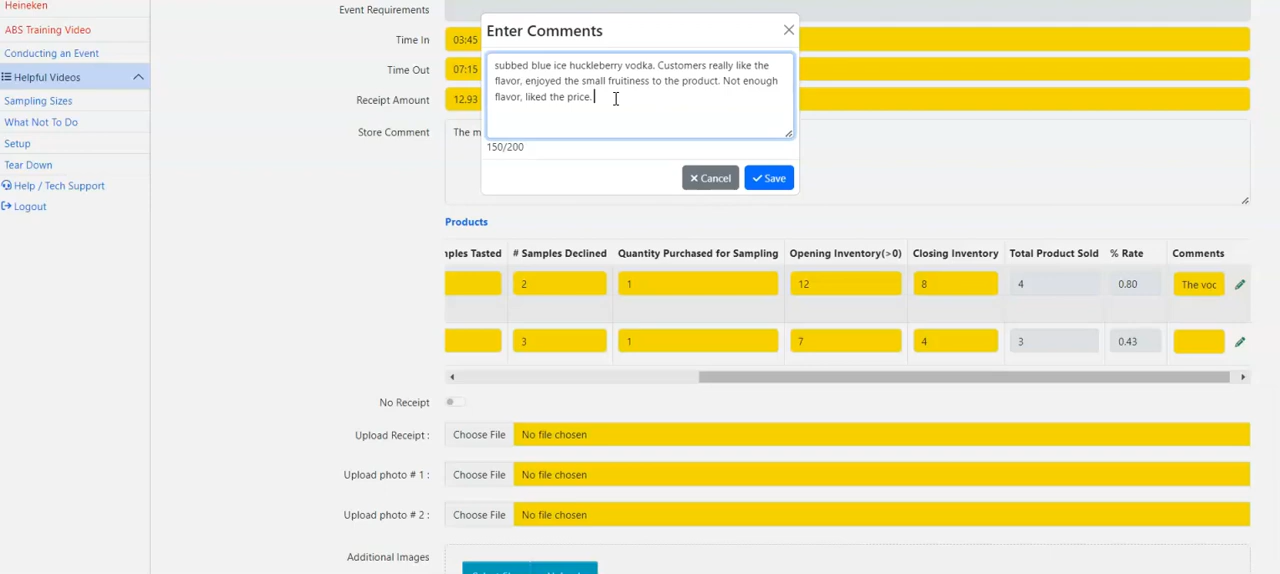 Heineken
ABS Training Video
Conducting an Event
Helpful Videos
Sampling Sizes
What Not To Do
Setup
Tear Down
Help / Tech Support
Logout
Event Requirements
Time In 03:45
Time Out 07:15
Receipt Amount 12.93
Store Comment The m
Enter Comments
subbed blue ice huckleberry vodka. Customers really like the
flavor, enjoyed the small fruitiness to the product. Not enough
flavor, liked the price.
150/200
Cancel Save
Products
nples Tasted # Samples Declined Quantity Purchased for Sampling Opening Inventory(>0) Closing Inventory Total Product Sold % Rate Comments
2 1 12 8 4 0.80 The voc
3 1 7 4 3 0.43
No Receipt
Upload Receipt : Choose File No file chosen
Upload photo # 1 : Choose File No file chosen
Upload photo # 2 : Choose File No file chosen
Additional Images